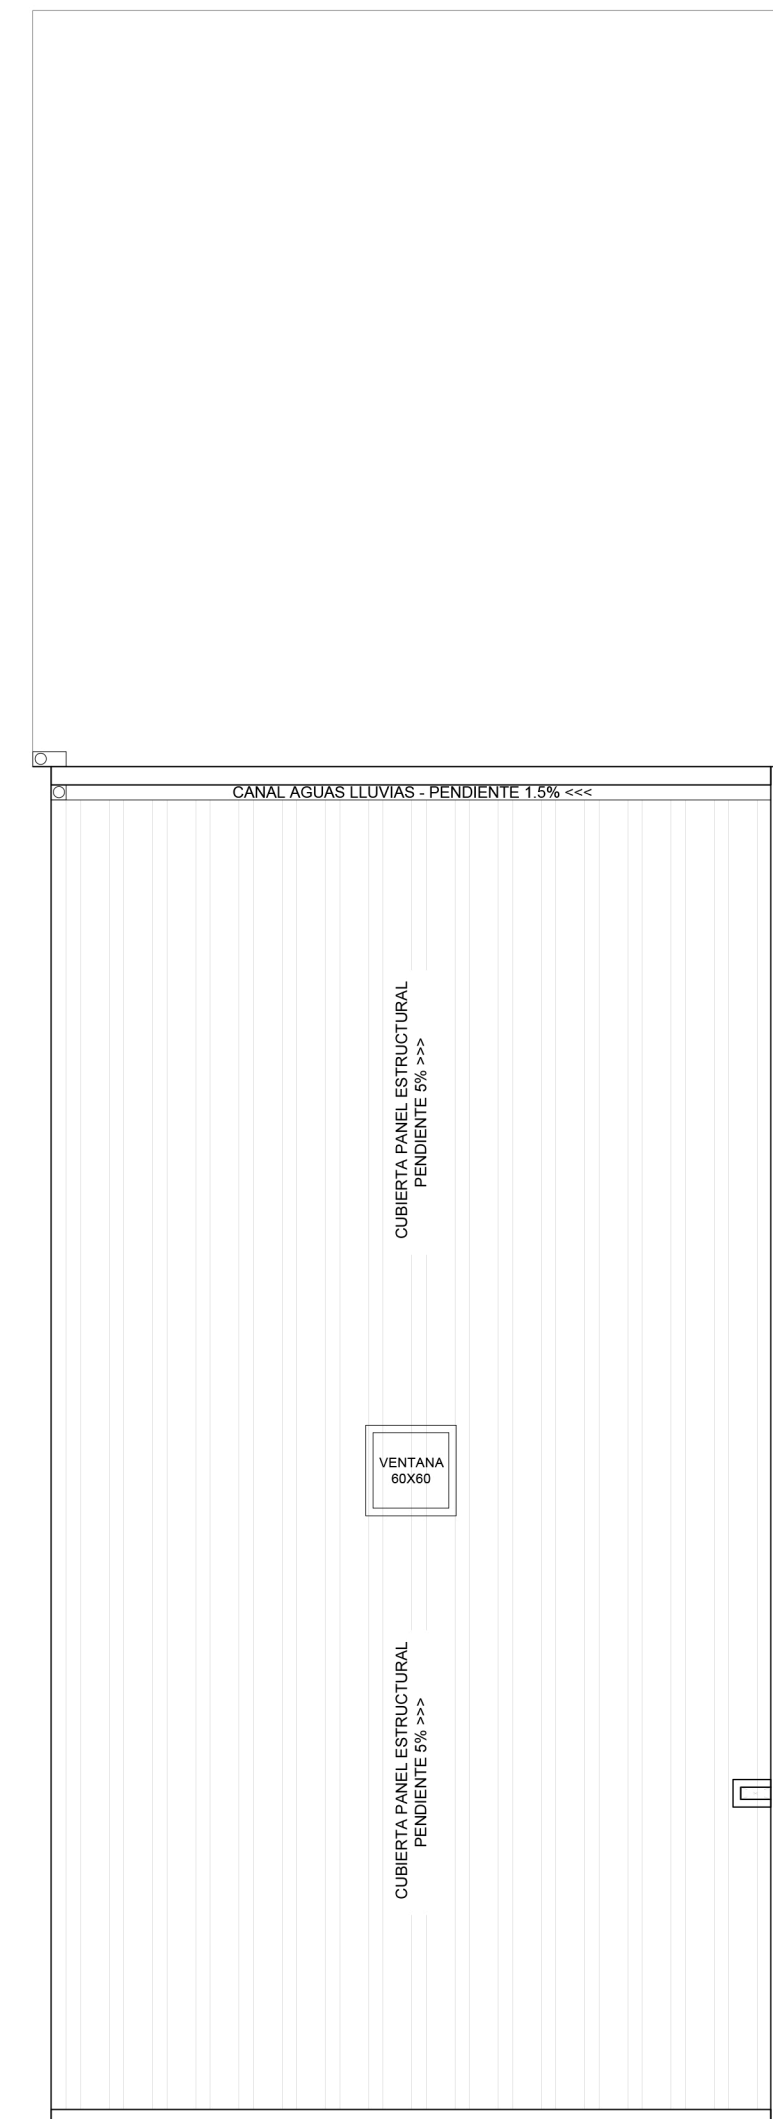 CANAL AGUAS LLUVIAS - PENDIENTE 1.5% <<<
CUBIERTA PANEL ESTRUCTURAL
PENDIENTE 5% >>>
VENTANA
60X60
CUBIERTA PANEL ESTRUCTURAL
PENDIENTE 5% >>>